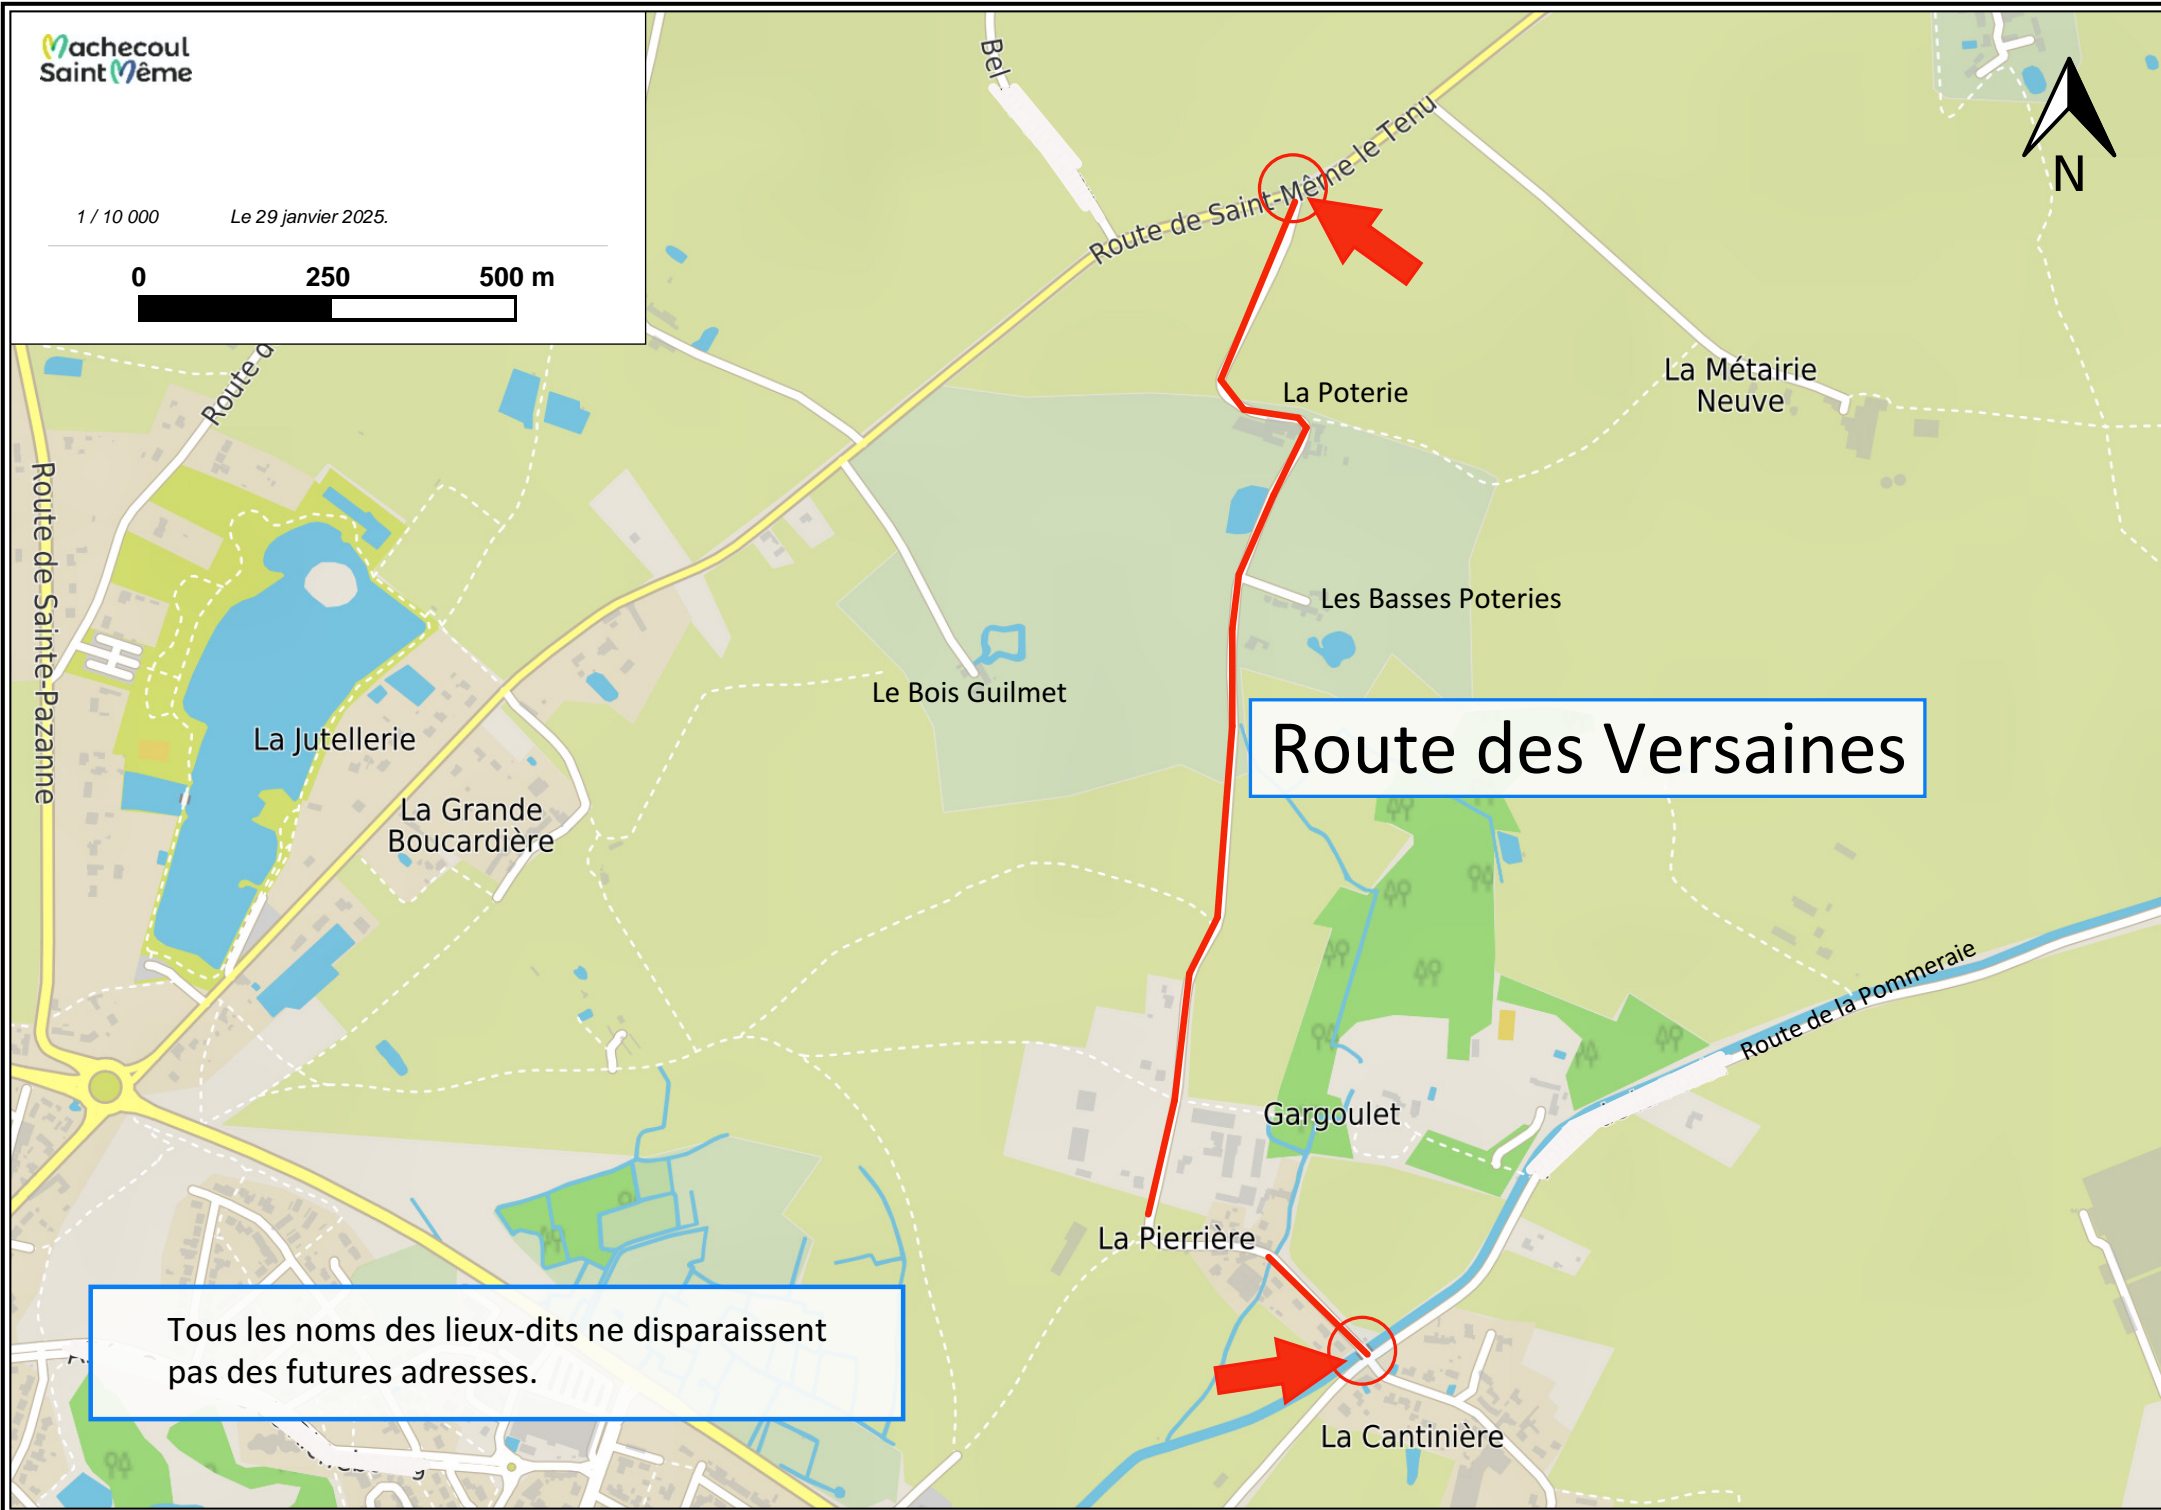 Machecoul
Saint Même
1 / 10 000 Le 29 janvier 2025.
0 250 500 m
N
Bel
Route de Saint-Même le Tenu
Route d
La Métairie
Neuve
La Poterie
Route de Sainte-Pazanne
Les Basses Poteries
Le Bois Guilmet
La Jutellerie
Route des Versaines
La Grande
Boucardière
Route de la Pommeraie
Gargoulet
La Pierrière
Tous les noms des lieux-dits ne disparaissent
pas des futures adresses.
La Cantinière